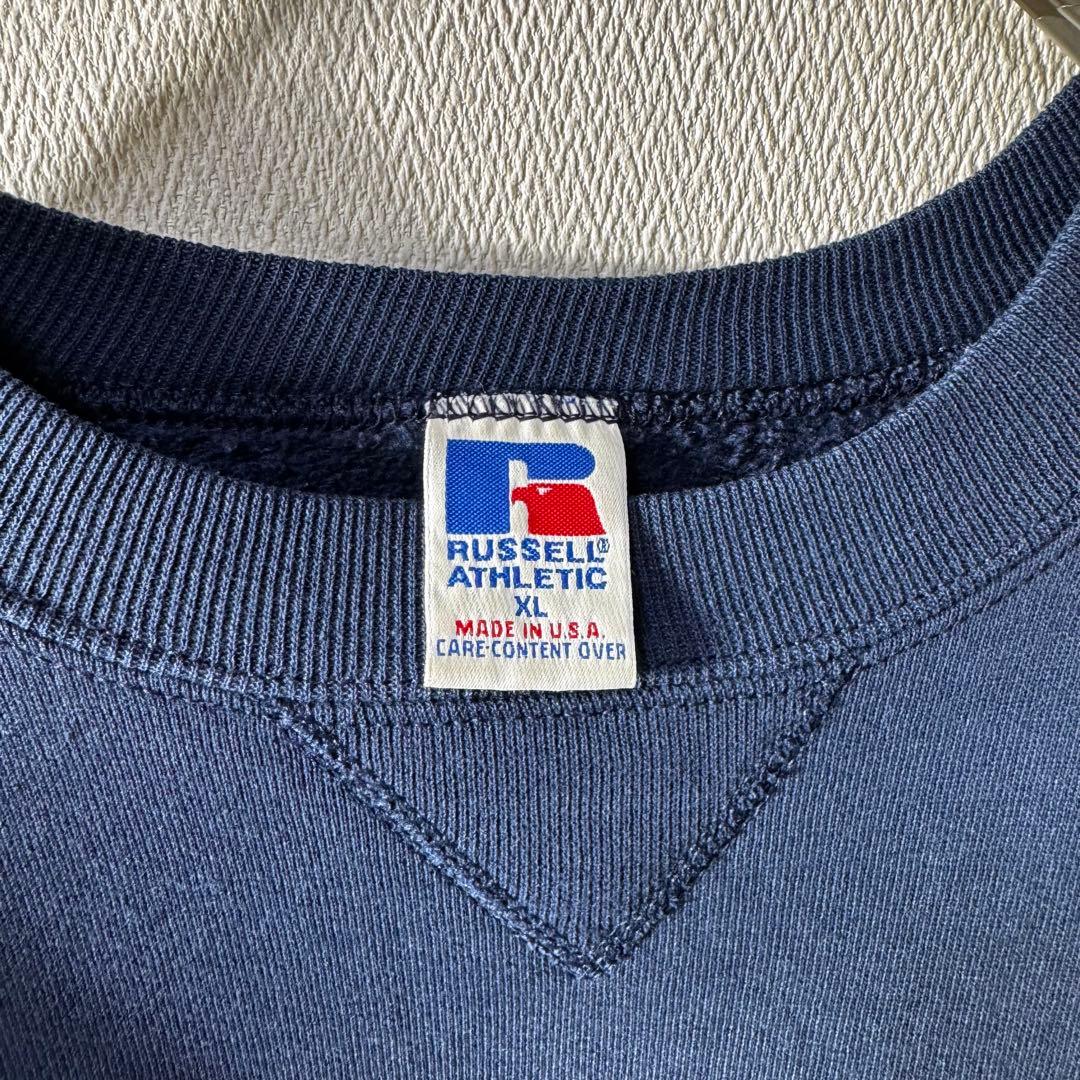 RUSSELL®
ATHLETIC
XL
MADE IN U.S.A.
CARE-CONTENT OVER